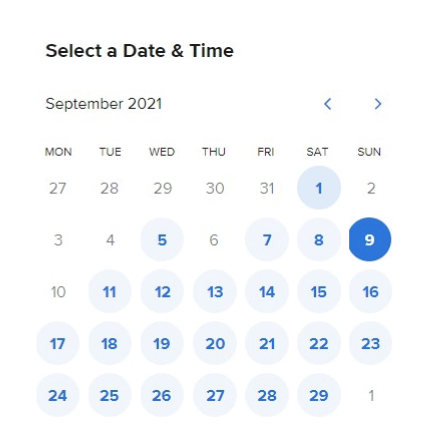 Select a Date & Time
September 2021
MON TUE WED THU FRI SAT SUN
27 28 29 30 31 1 2
3 4 5 6 7 8 9
10 11 12 13 14 15 16
17 18 19 20 21 22 23
24 25 26 27 28 29 1